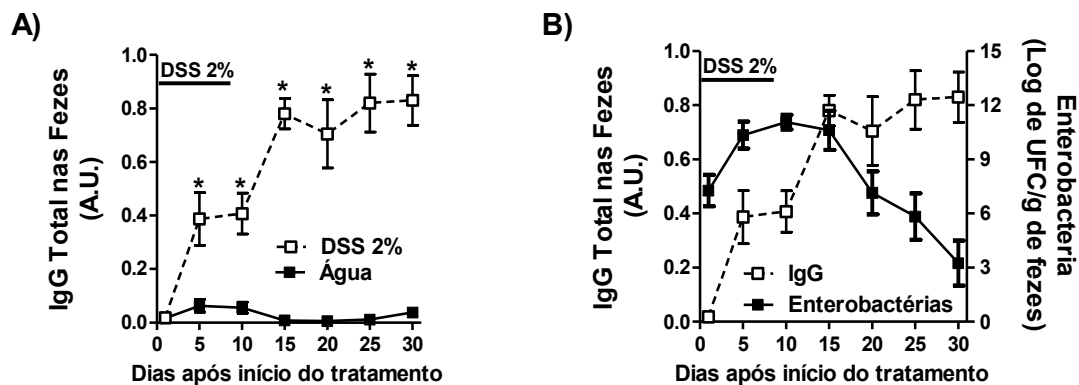 A)
IgG Total nas Fezes
(A.U.)
1.0
0.8
0.6
0.4
0.2
0.0
DSS 2%
*
*
*
*
*
*
DSS 2%
Água
0
5
10
15
20
25
30
Dias após início do tratamento
B)
IgG Total nas Fezes
(A.U.)
1.0
0.8
0.6
0.4
0.2
0.0
DSS 2%
IgG
Enterobactérias
0
5
10
15
20
25
30
Dias após início do tratamento
15
12
9
6
3
0
Enterobacteria
(Log de UFC/g de fezes)